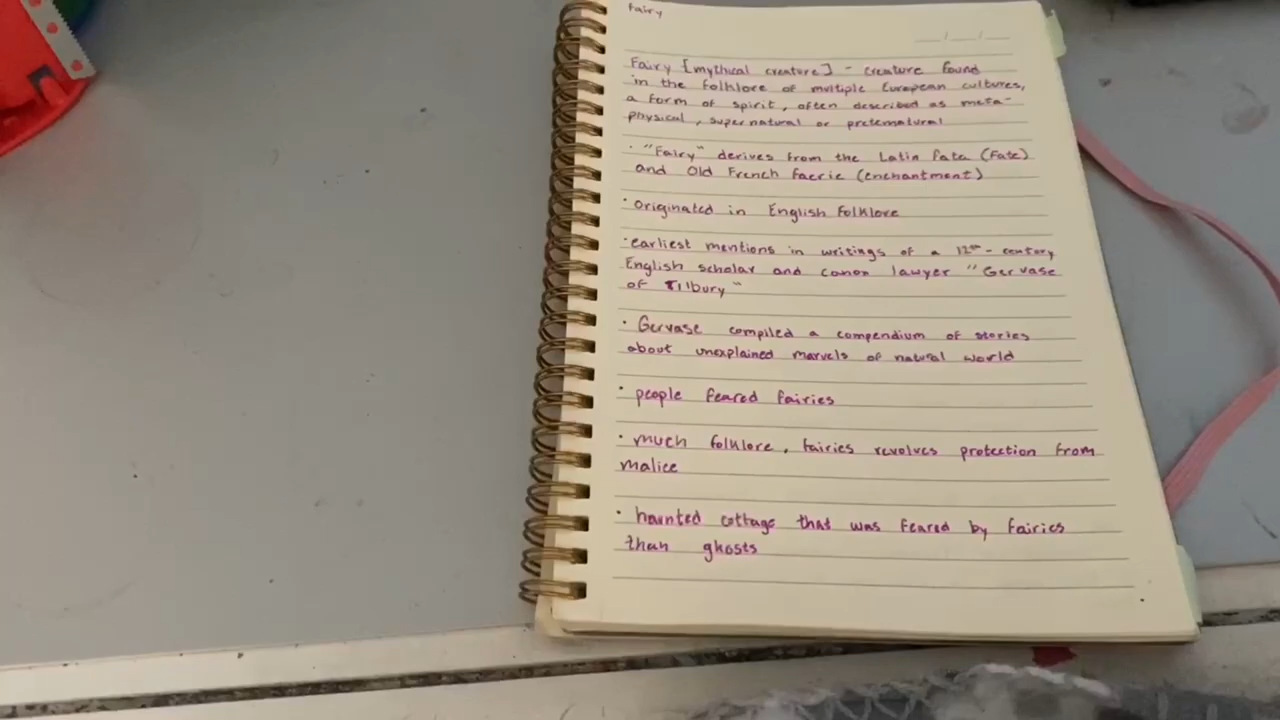 Fairy
__/__/__
Fairy [mythical creature] - creature found
in the folklore of multiple European cultures,
a form of spirit, often described as meta-
physical, supernatural or preternatural
· "Fairy" derives from the Latin fata (Fate)
and Old French faerie (enchantment)
· originated in English Folklore
· earliest mentions in writings of a 12th-century
English scholar and canon lawyer "Gervase
of Tilbury"
· Gervase compiled a compendium of stories
about unexplained marvels of natural world
· people feared fairies
· much folklore, fairies revolves protection from
malice
· haunted cottage that was feared by fairies
than ghosts